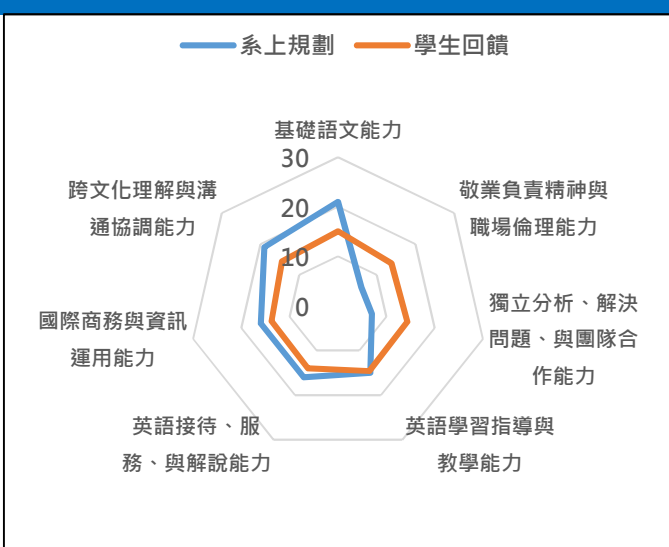 系上規劃 學生回饋
基礎語文能力
30
20
10
0
敬業負責精神與
職場倫理能力
獨立分析、解決
問題、與團隊合
作能力
英語學習指導與
教學能力
英語接待、服
務、與解說能力
國際商務與資訊
運用能力
跨文化理解與溝
通協調能力